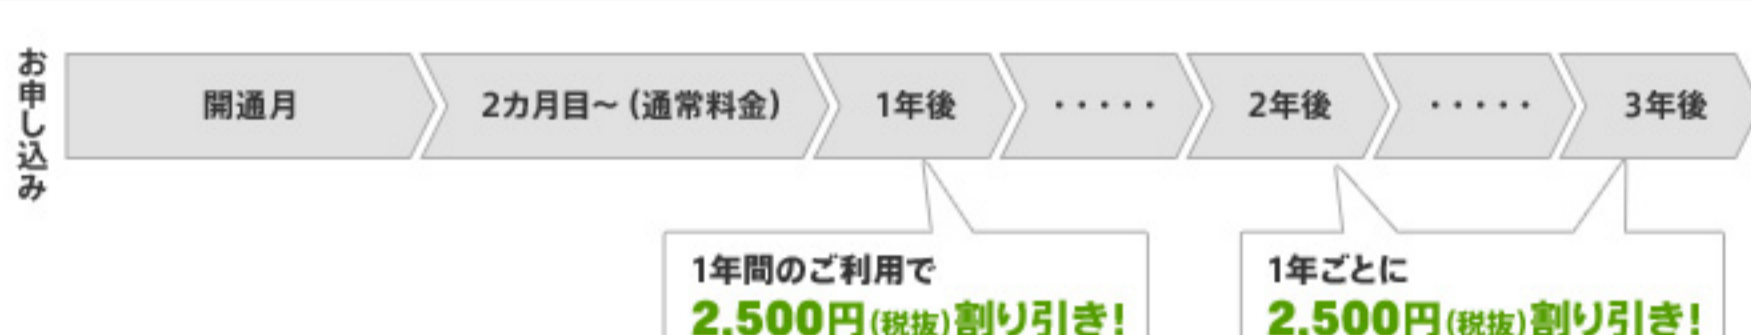 お申し込み
開通月
2カ月目～（通常料金）
1年後
・・・・・
2年後
・・・・・
3年後
1年間のご利用で
2,500円(税抜)割り引き!
1年ごとに
2,500円(税抜)割り引き!